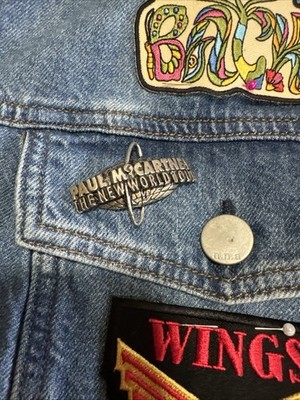 BACK
PAUL McCARTNEY
THE NEW WORLD TOUR
WINGS